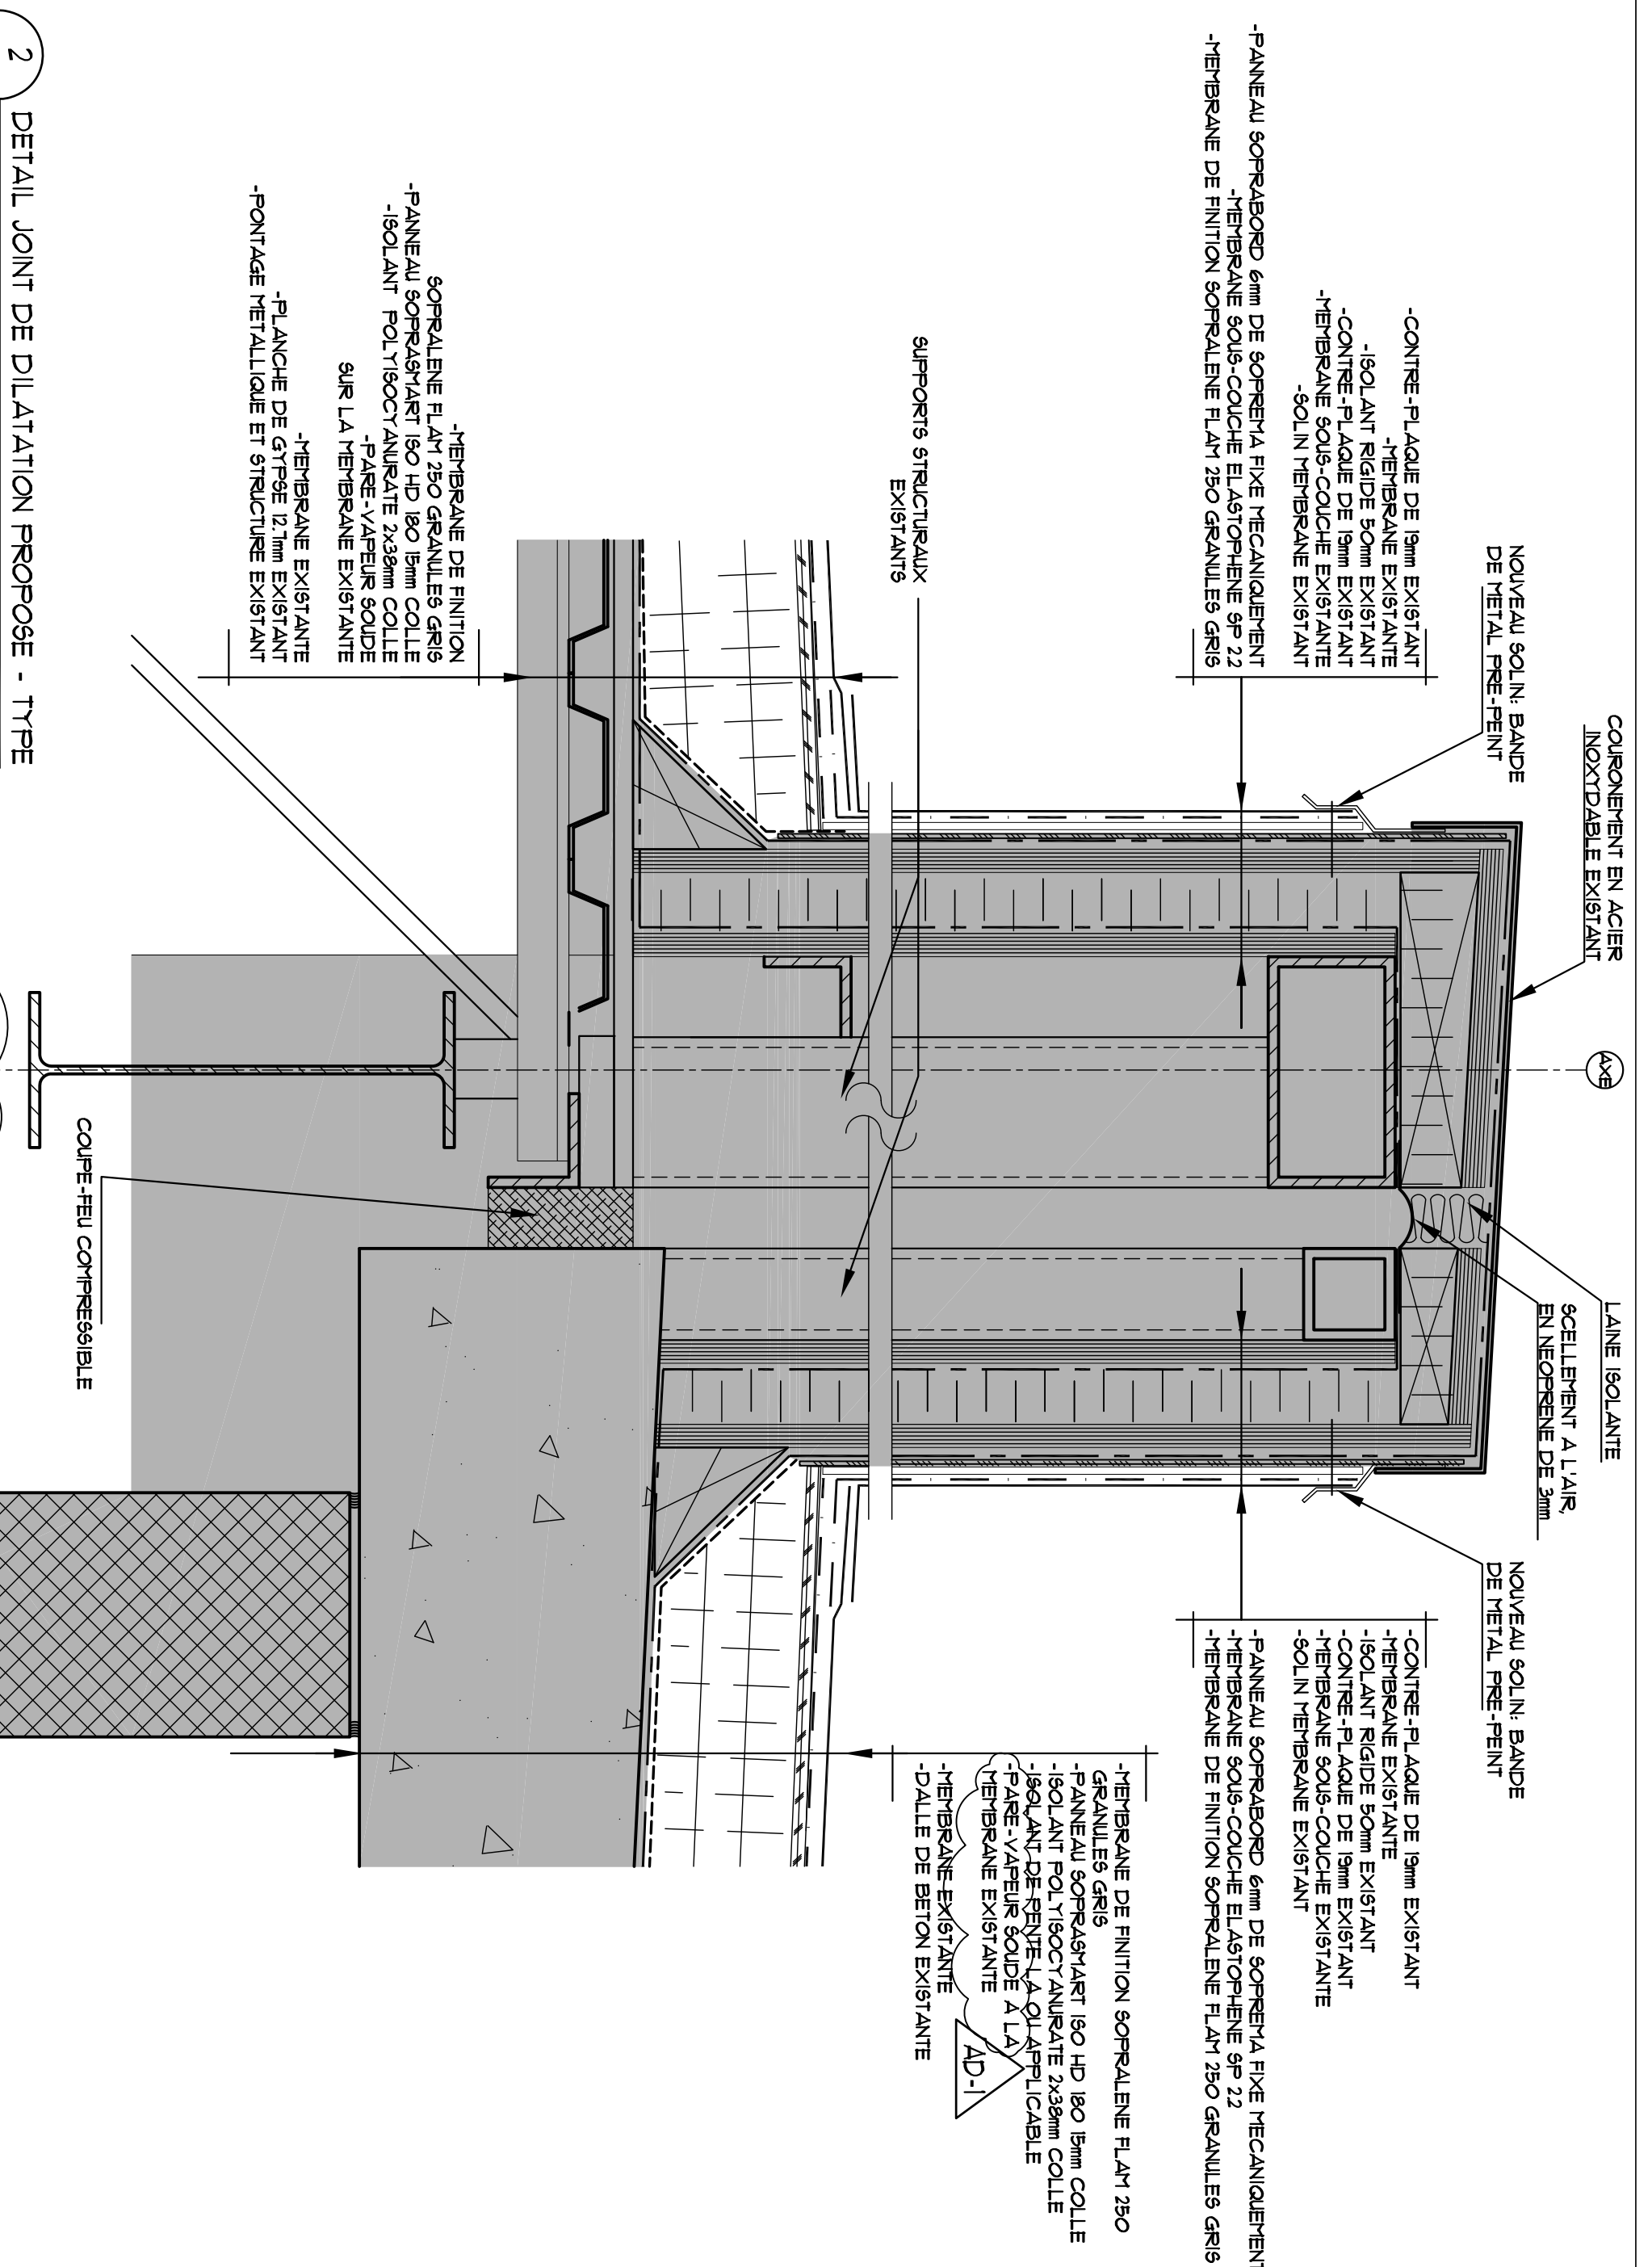 COURONEMENT EN ACIER
INOXYDABLE EXISTANT
AXE
LAINE ISOLANTE
SCELLEMENT A L'AIR,
EN NEOPRENE DE 3mm
NOUVEAU SOLIN: BANDE
DE METAL PRE-PEINT
NOUVEAU SOLIN: BANDE
DE METAL PRE-PEINT
-CONTRE-PLAQUE DE 19mm EXISTANT
-MEMBRANE EXISTANTE
-ISOLANT RIGIDE 50mm EXISTANT
-CONTRE-PLAQUE DE 19mm EXISTANT
-MEMBRANE SOUS-COUCHE EXISTANTE
-SOLIN MEMBRANE EXISTANT
-PANNEAU SOPRABORD 6mm DE SOPREMA FIXE MECANIQUEMENT
-MEMBRANE SOUS-COUCHE ELASTOPHENE SP 2.2
-MEMBRANE DE FINITION SOPRALENE FLAM 250 GRANULES GRIS
-CONTRE-PLAQUE DE 19mm EXISTANT
-MEMBRANE EXISTANTE
-ISOLANT RIGIDE 50mm EXISTANT
-CONTRE-PLAQUE DE 19mm EXISTANT
-MEMBRANE SOUS-COUCHE EXISTANTE
-SOLIN MEMBRANE EXISTANT
-PANNEAU SOPRABORD 6mm DE SOPREMA FIXE MECANIQUEMENT
-MEMBRANE SOUS-COUCHE ELASTOPHENE SP 2.2
-MEMBRANE DE FINITION SOPRALENE FLAM 250 GRANULES GRIS
SUPPORTS STRUCTURAUX
EXISTANTS
-MEMBRANE DE FINITION SOPRALENE FLAM 250
GRANULES GRIS
-PANNEAU SOPRASMART ISO HD 180 15mm COLLE
-ISOLANT POLYISOCYANURATE 2x38mm COLLE
-ISOLANT DE PENTE LA OU APPLICABLE
-PARE-VAPEUR SOUDE A LA
MEMBRANE EXISTANTE
-MEMBRANE EXISTANTE
-DALLE DE BETON EXISTANTE
AD-1
-MEMBRANE DE FINITION
SOPRALENE FLAM 250 GRANULES GRIS
-PANNEAU SOPRASMART ISO HD 180 15mm COLLE
-ISOLANT POLYISOCYANURATE 2x38mm COLLE
-PARE-VAPEUR SOUDE
SUR LA MEMBRANE EXISTANTE
-MEMBRANE EXISTANTE
-PLANCHE DE GYPSE 12.7mm EXISTANT
-PONTAGE METALLIQUE ET STRUCTURE EXISTANT
COUPE-FEU COMPRESSIBLE
2
DETAIL JOINT DE DILATATION PROPOSE - TYPE